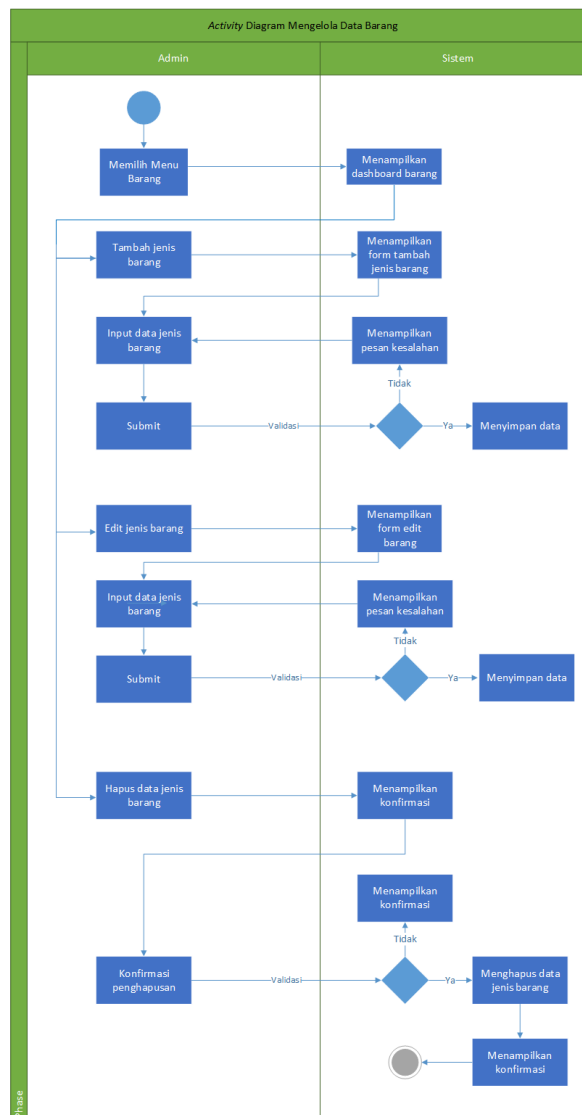 Activity Diagram Mengelola Data Barang
Admin
Sistem
Memilih Menu
Barang
Menampilkan
dashboard barang
Tambah jenis
barang
Menampilkan
form tambah
jenis barang
Input data jenis
barang
Menampilkan
pesan kesalahan
Tidak
Submit
Validasi
Ya
Menyimpan data
Edit jenis barang
Menampilkan
form edit
barang
Input data jenis
barang
Menampilkan
pesan kesalahan
Tidak
Submit
Validasi
Ya
Menyimpan data
Hapus data jenis
barang
Menampilkan
konfirmasi
Menampilkan
konfirmasi
Tidak
Konfirmasi
penghapusan
Validasi
Ya
Menghapus data
jenis barang
Menampilkan
konfirmasi
Phase